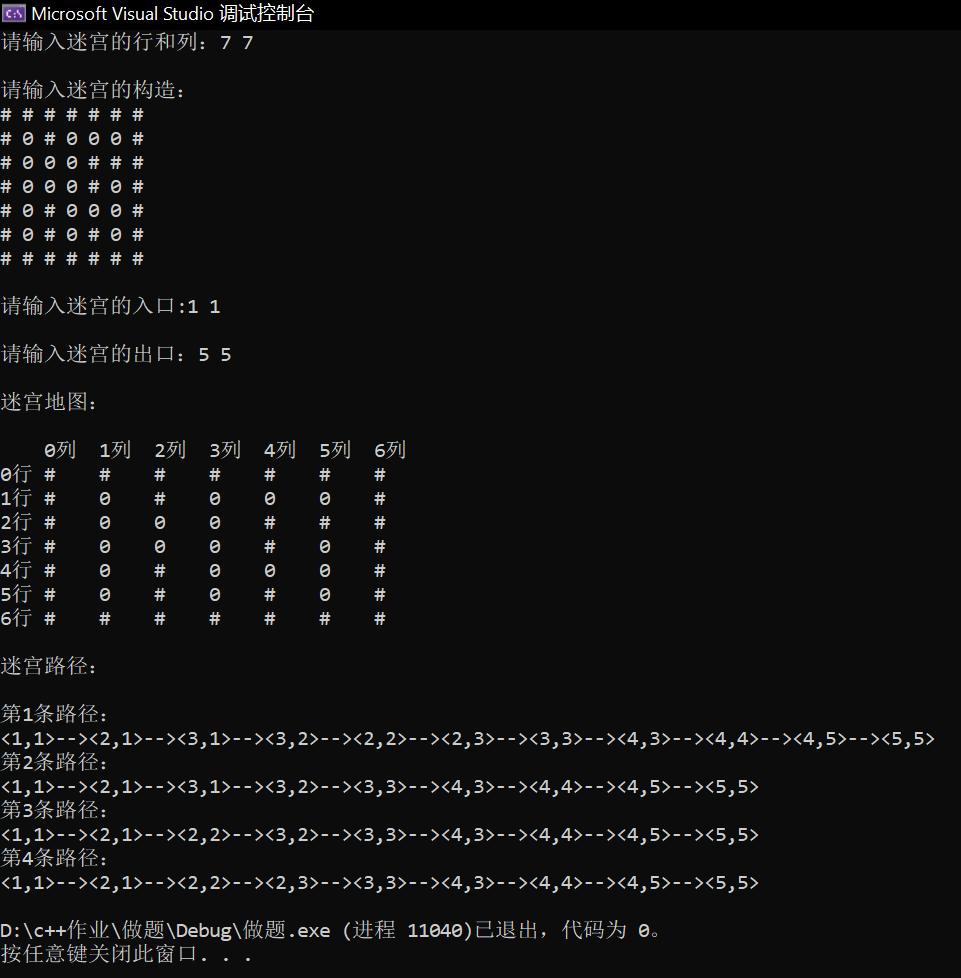 Microsoft Visual Studio 调试控制台
请输入迷宫的行和列: 7 7
请输入迷宫的构造:
# # # # # # #
# 0 # 0 0 0 #
# 0 0 0 # # #
# 0 0 0 # 0 #
# 0 # 0 0 0 #
# 0 # 0 # 0 #
# # # # # # #
请输入迷宫的入口:1 1
请输入迷宫的出口: 5 5
迷宫地图:
0列 1列 2列 3列 4列 5列 6列
0行 # # # # # # #
1行 # 0 # 0 0 0 #
2行 # 0 0 0 # # #
3行 # 0 0 0 # 0 #
4行 # 0 # 0 0 0 #
5行 # 0 # 0 # 0 #
6行 # # # # # # #
迷宫路径:
第1条路径:
<1,1>--><2,1>--><3,1>--><3,2>--><2,2>--><2,3>--><3,3>--><4,3>--><4,4>--><4,5>--><5,5>
第2条路径:
<1,1>--><2,1>--><3,1>--><3,2>--><3,3>--><4,3>--><4,4>--><4,5>--><5,5>
第3条路径:
<1,1>--><2,1>--><2,2>--><3,2>--><3,3>--><4,3>--><4,4>--><4,5>--><5,5>
第4条路径:
<1,1>--><2,1>--><2,2>--><2,3>--><3,3>--><4,3>--><4,4>--><4,5>--><5,5>
D:\c++作业\做题\Debug\做题.exe (进程 11040)已退出，代码为 0。
按任意键关闭此窗口. . .